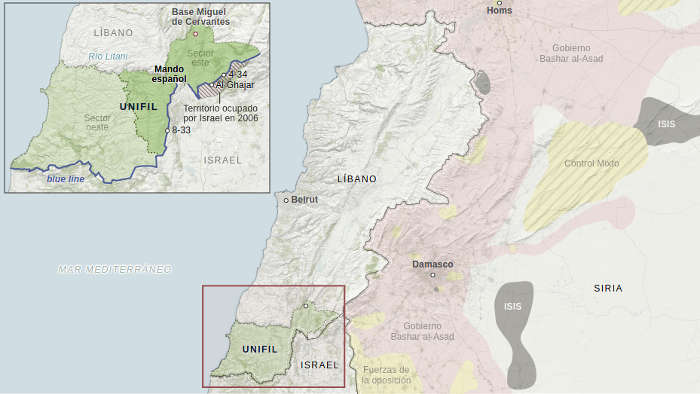 Base Miguel
de Cervantes
LÍBANO
Río Litani
Sector
este
Mando
español
4-34
Al Ghajar
UNIFIL
Territorio ocupado
por Israel en 2006
Sector
oeste
8-33
ISRAEL
blue line
Homs
Gobierno
Bashar al-Asad
ISIS
Control Mixto
LÍBANO
Beirut
MAR MEDITERRÁNEO
Damasco
SIRIA
ISIS
Gobierno
Bashar al-Asad
UNIFIL
ISRAEL
Fuerzas de
la oposición